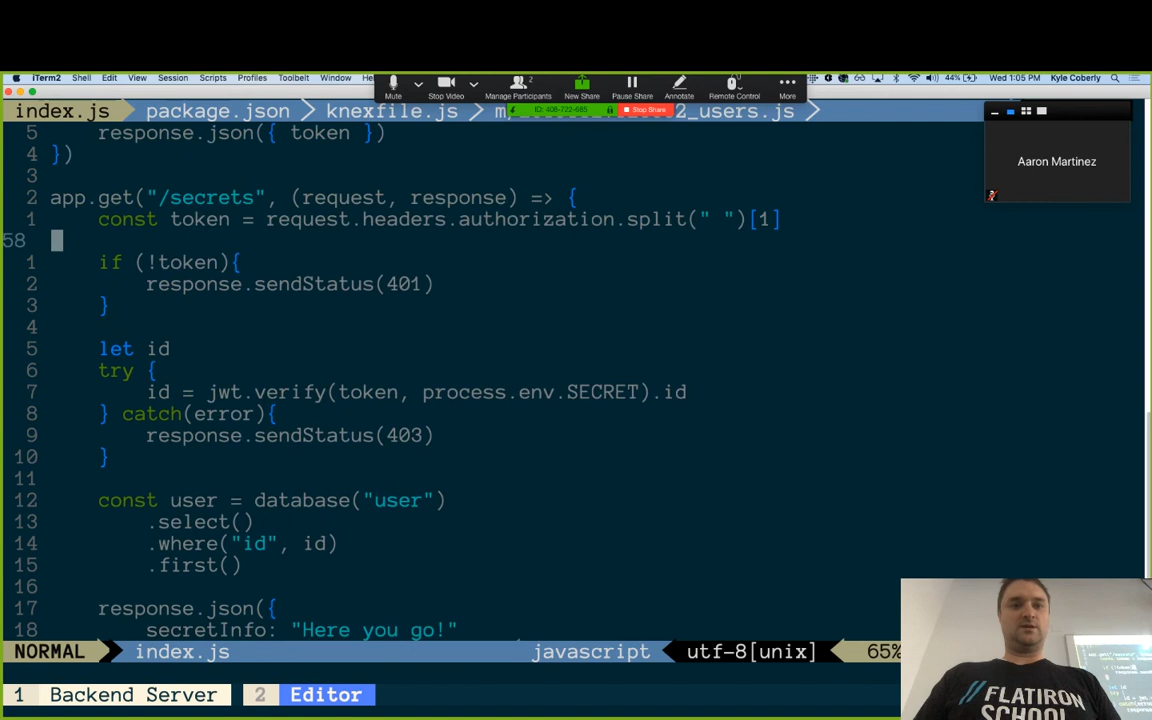 iTerm2 Shell Edit View Session Scripts Profiles Toolbelt Window 44% Wed 1:05 PM Kyle Coberly
Mute Stop Video Manage Participants 2 New Share Pause Share Annotate Remote Control More
ID: 408-722-665 Stop Share
index.js package.json knexfile.js 2_users.js
Aaron Martinez
5 response.json({ token })
4 })
3
2 app.get("/secrets", (request, response) => {
1 const token = request.headers.authorization.split(" ")[1]
58
1 if (!token){
2 response.sendStatus(401)
3 }
4
5 let id
6 try {
7 id = jwt.verify(token, process.env.SECRET).id
8 } catch(error){
9 response.sendStatus(403)
10 }
11
12 const user = database("user")
13 .select()
14 .where("id", id)
15 .first()
16
17 response.json({
18 secretInfo: "Here you go!"
NORMAL index.js javascript utf-8[unix] 65%
1 Backend Server 2 Editor
FLATIRON
SCHOOL